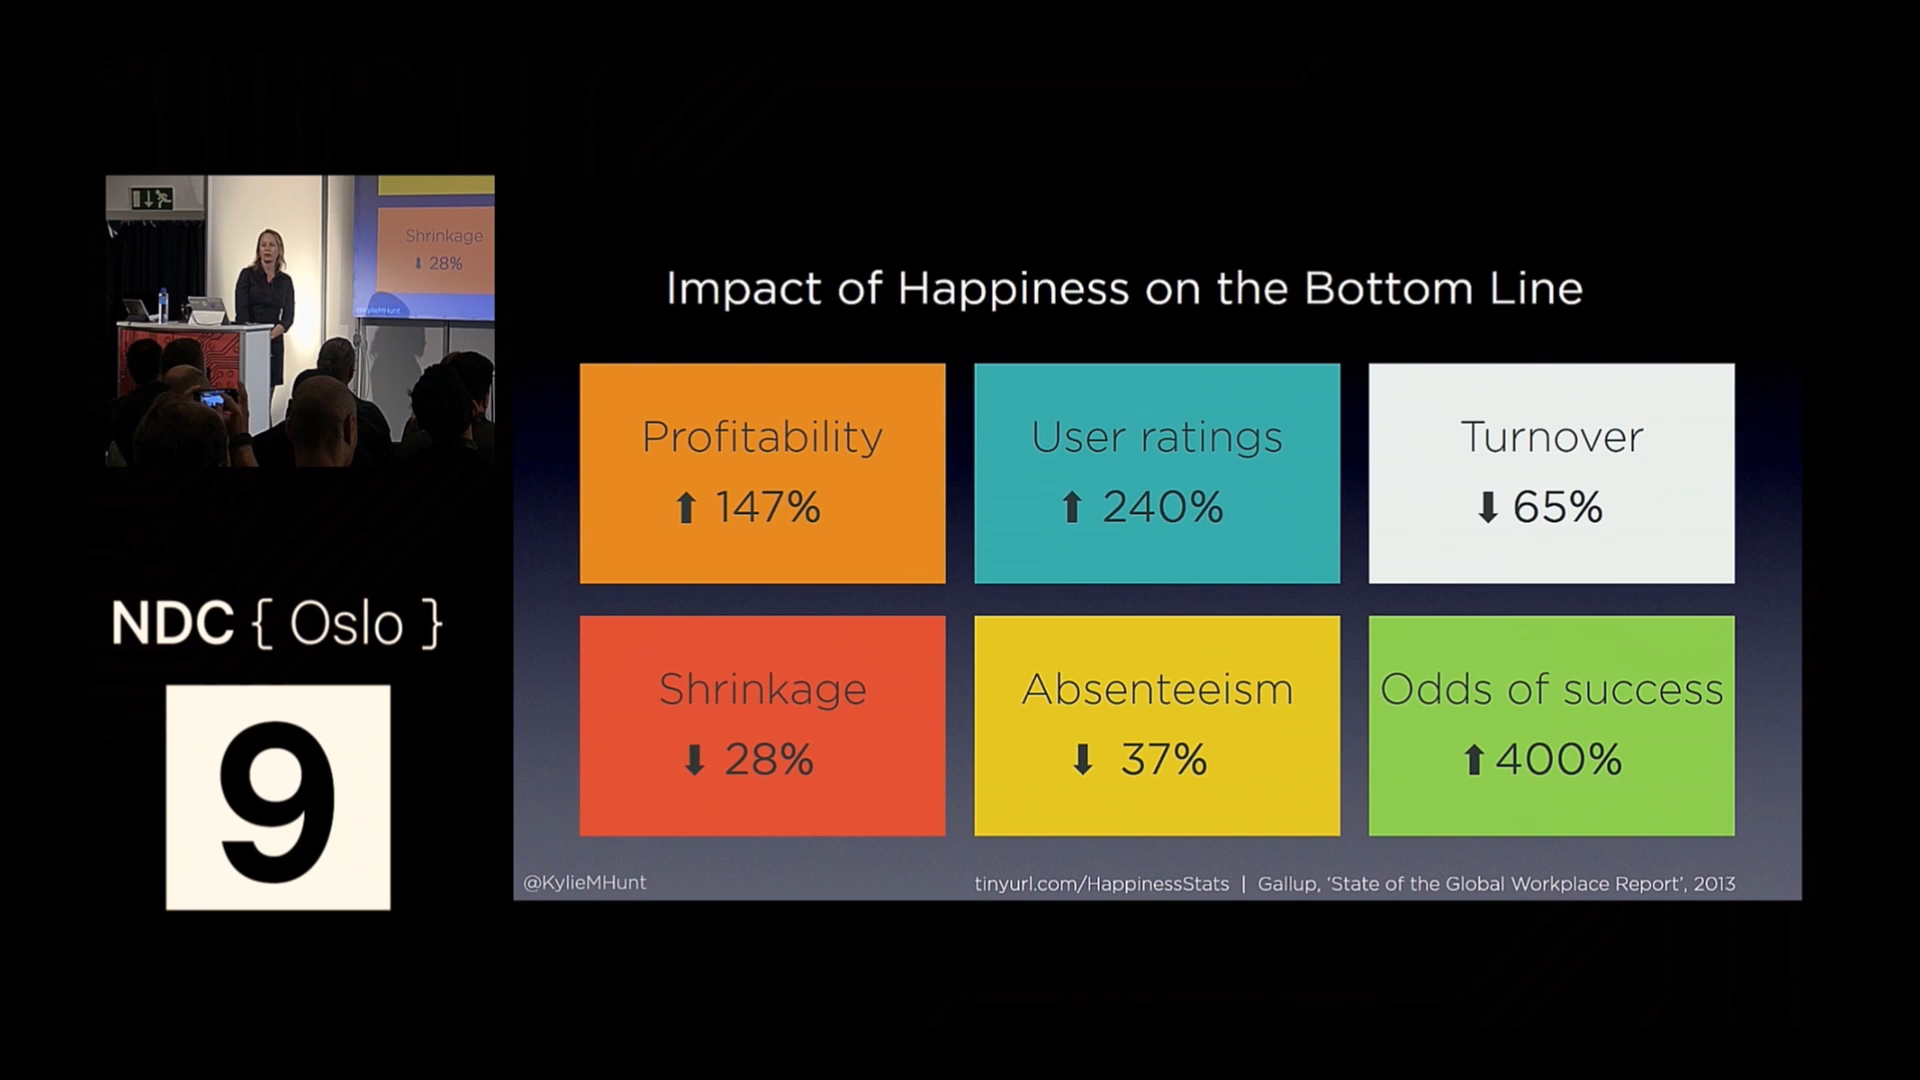 Shrinkage
⬇ 28%
NDC { Oslo }
9
Impact of Happiness on the Bottom Line
Profitability
⬆ 147%
User ratings
⬆ 240%
Turnover
⬇ 65%
Shrinkage
⬇ 28%
Absenteeism
⬇ 37%
Odds of success
⬆ 400%
@KylieMHunt
tinyurl.com/HappinessStats | Gallup, ‘State of the Global Workplace Report’, 2013